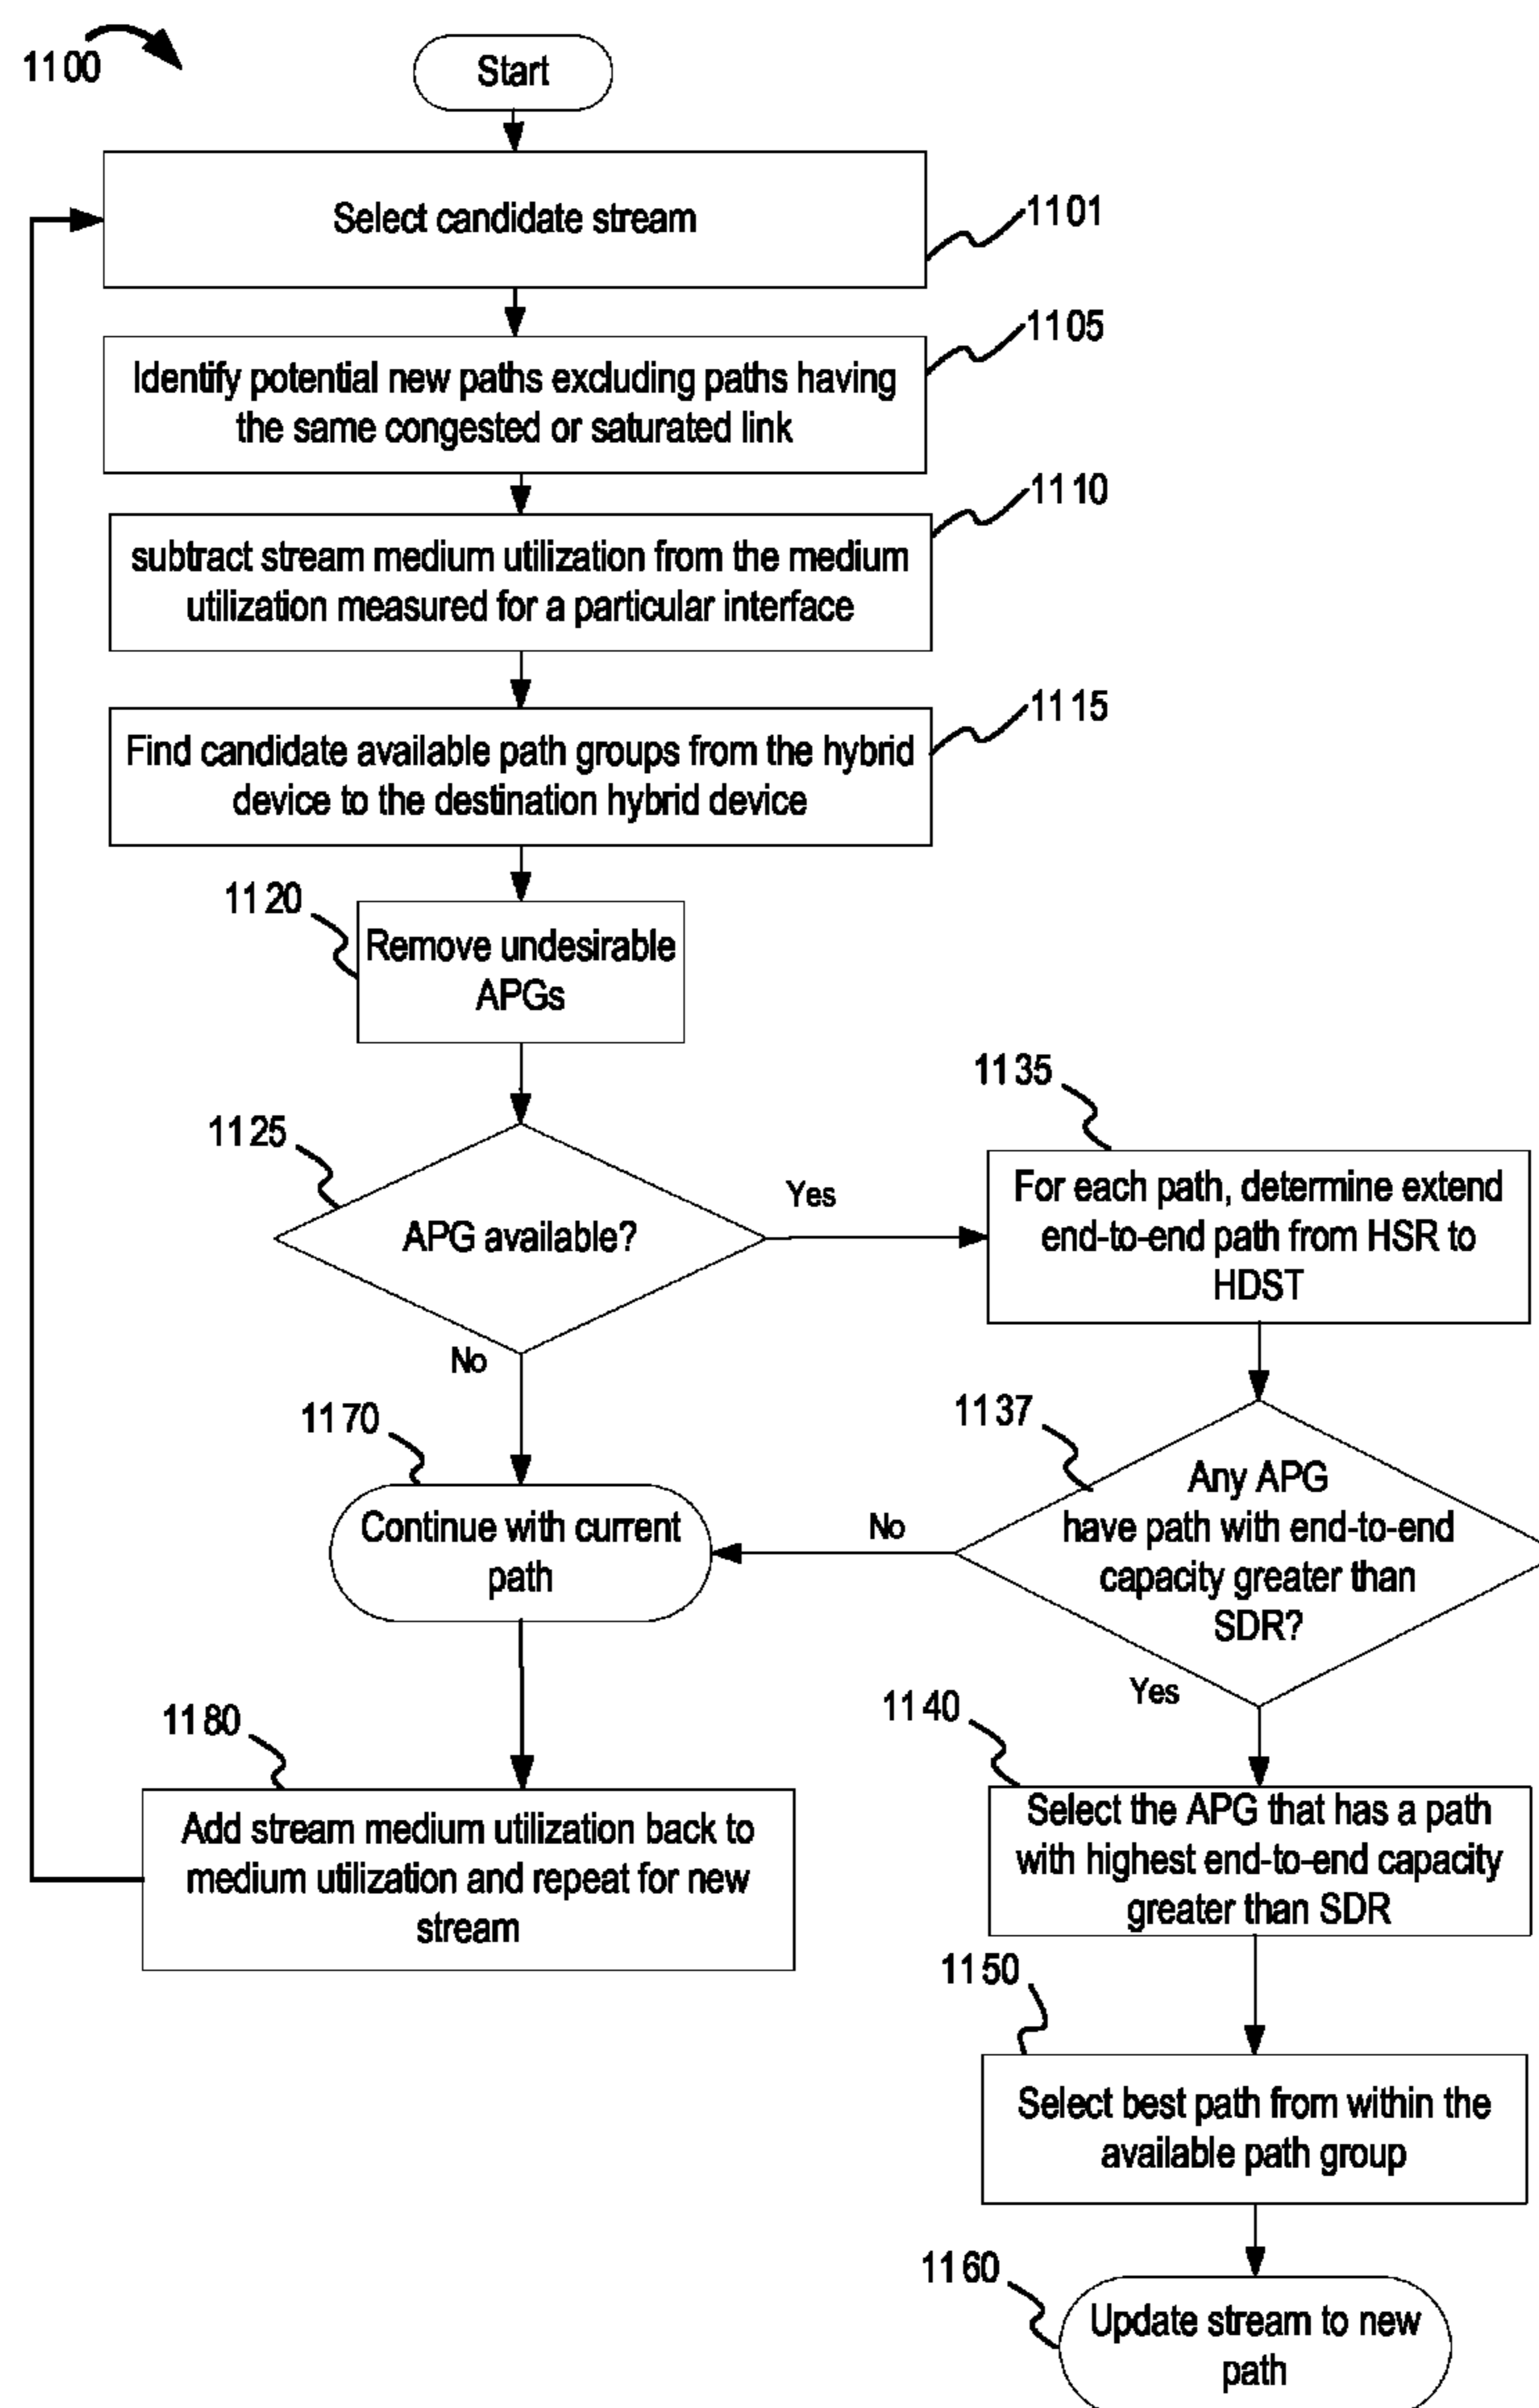 1100
Start
Select candidate stream
1101
Identify potential new paths excluding paths having
the same congested or saturated link
1105
subtract stream medium utilization from the medium
utilization measured for a particular interface
1110
Find candidate available path groups from the hybrid
device to the destination hybrid device
1115
1120
Remove undesirable
APGs
1125
APG available?
Yes
No
1135
For each path, determine extend
end-to-end path from HSR to
HDST
1137
Any APG
have path with end-to-end
capacity greater than
SDR?
No
Yes
1170
Continue with current
path
1180
Add stream medium utilization back to
medium utilization and repeat for new
stream
1140
Select the APG that has a path
with highest end-to-end capacity
greater than SDR
1150
Select best path from within the
available path group
1160
Update stream to new
path